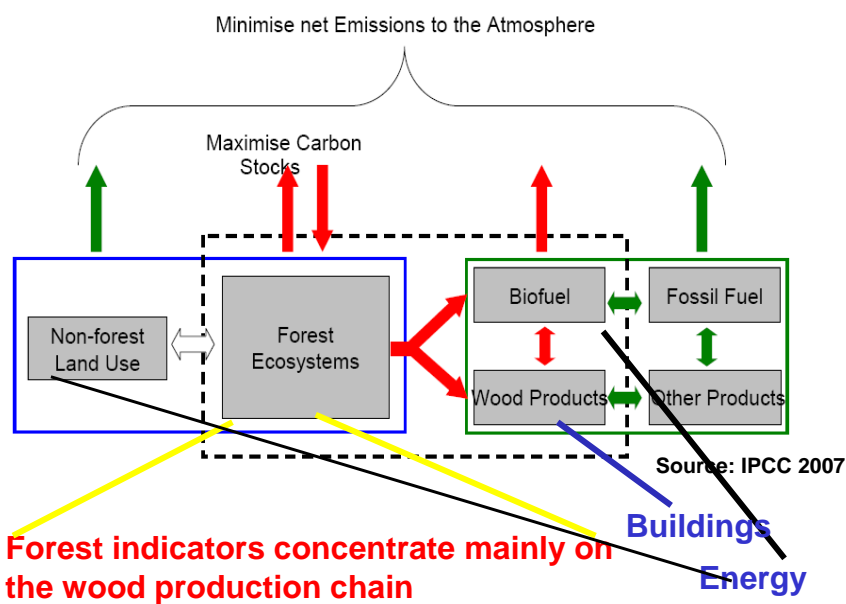 Minimise net Emissions to the Atmosphere
Maximise Carbon
Stocks
Non-forest
Land Use
Forest
Ecosystems
Biofuel
Fossil Fuel
Wood Products
Other Products
Source: IPCC 2007
Buildings
Energy
Forest indicators concentrate mainly on
the wood production chain